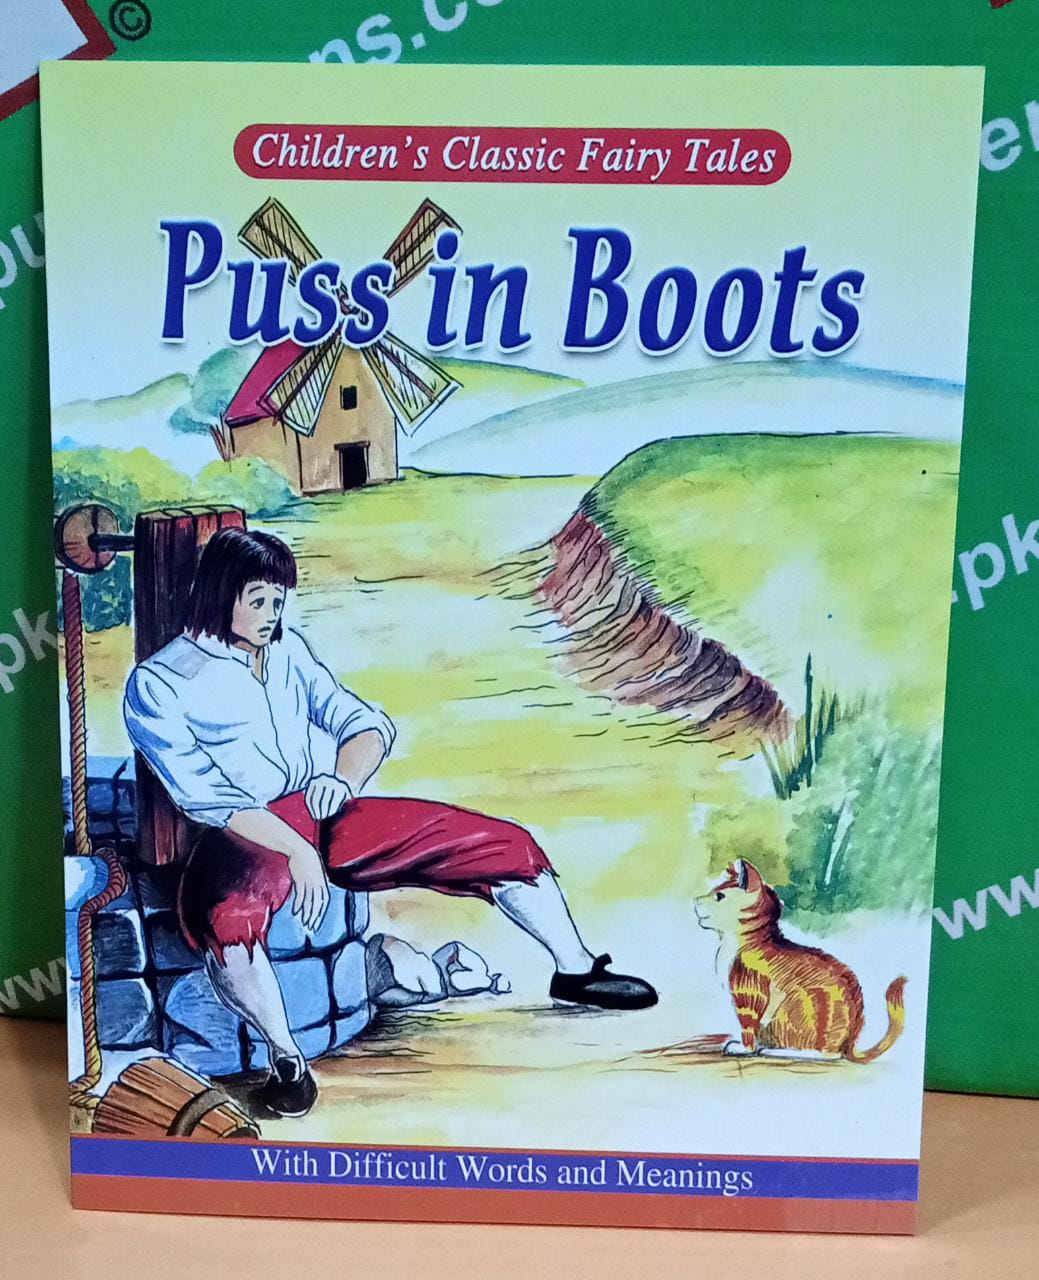 ©
Children's Classic Fairy Tales
Puss in Boots
With Difficult Words and Meanings